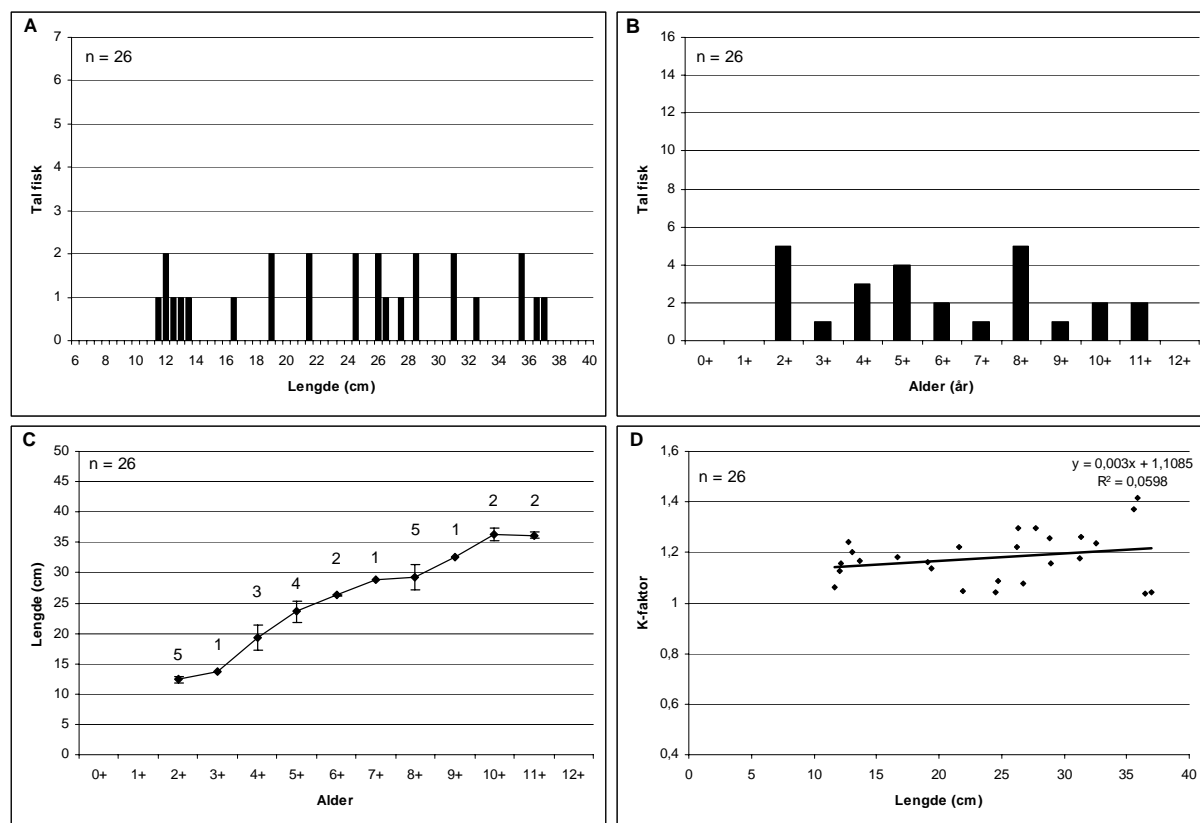 A
n = 26
Tal fisk
7
6
5
4
3
2
1
0
6 8 10 12 14 16 18 20 22 24 26 28 30 32 34 36 38 40
Lengde (cm)
B
n = 26
Tal fisk
16
14
12
10
8
6
4
2
0
0+ 1+ 2+ 3+ 4+ 5+ 6+ 7+ 8+ 9+ 10+ 11+ 12+
Alder (år)
C
n = 26
Lengde (cm)
50
45
40
35
30
25
20
15
10
5
0
5 1 3 4 2 1 5 1 2 2
0+ 1+ 2+ 3+ 4+ 5+ 6+ 7+ 8+ 9+ 10+ 11+ 12+
Alder
D
n = 26
y = 0,003x + 1,1085
R² = 0,0598
K-faktor
1,6
1,4
1,2
1
0,8
0,6
0,4
0 5 10 15 20 25 30 35 40
Lengde (cm)